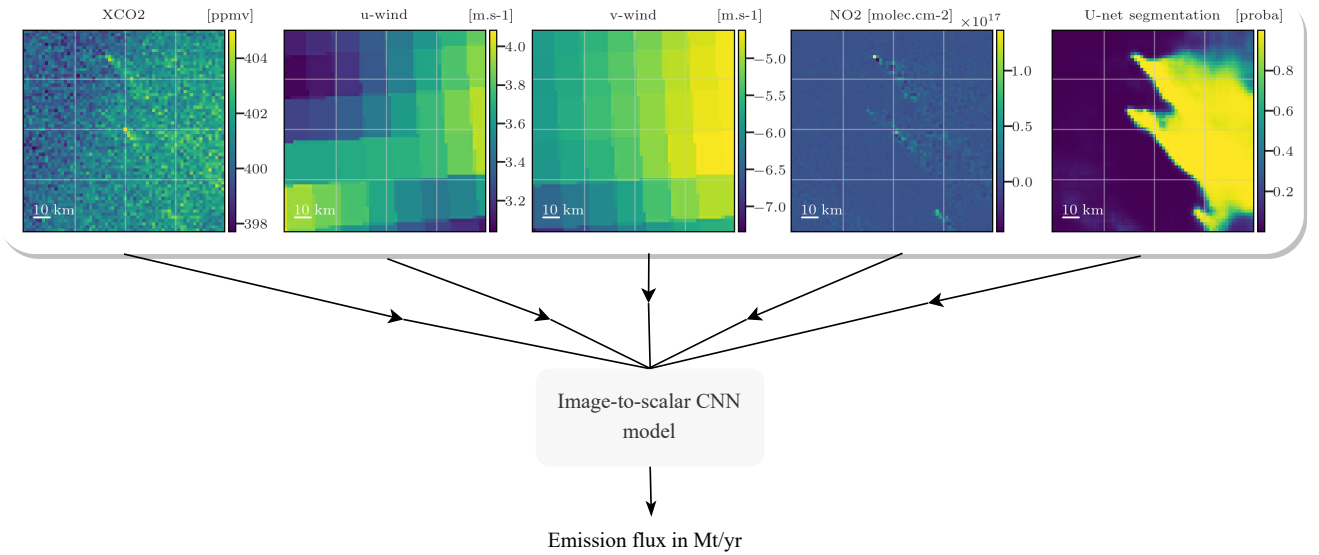 XCO2 [ppmv]
404
402
400
398
10 km
u-wind [m.s-1]
4.0
3.8
3.6
3.4
3.2
10 km
v-wind [m.s-1]
−5.0
−5.5
−6.0
−6.5
−7.0
10 km
NO2 [molec.cm-2] ×10¹⁷
1.0
0.5
0.0
10 km
U-net segmentation [proba]
0.8
0.6
0.4
0.2
10 km
Image-to-scalar CNN
model
Emission flux in Mt/yr